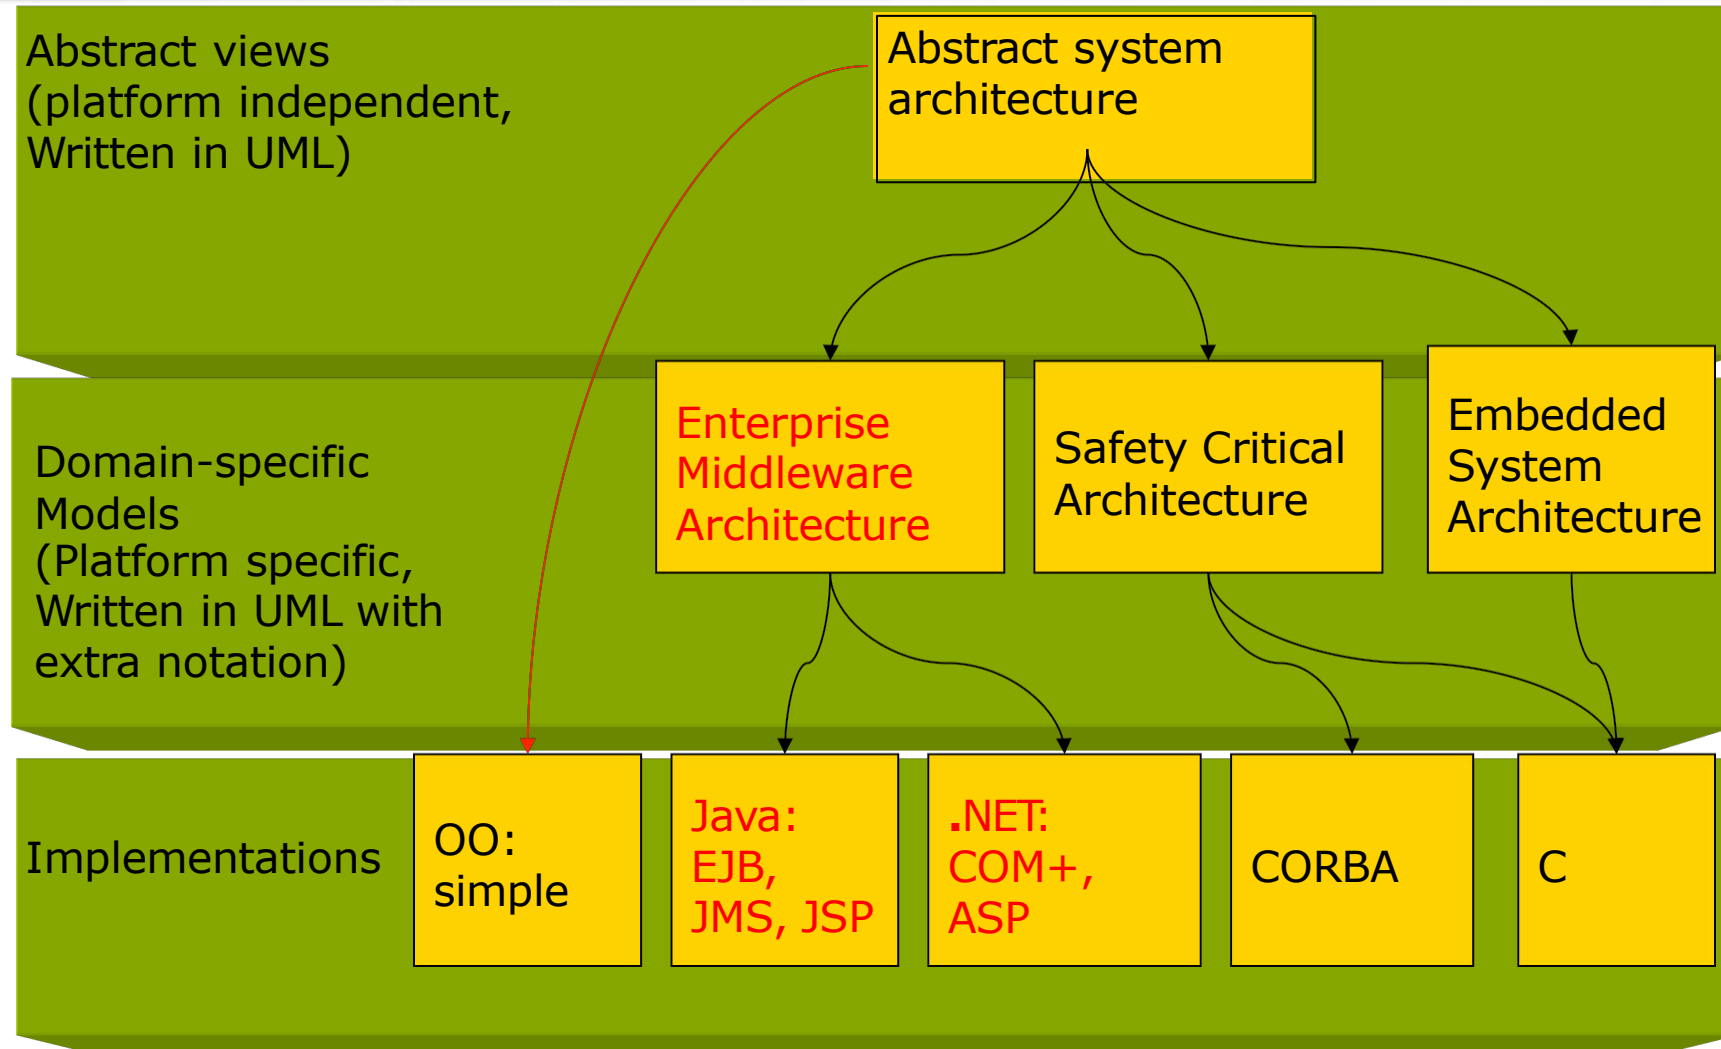 Abstract views
(platform independent,
Written in UML)
Abstract system
architecture
Domain-specific
Models
(Platform specific,
Written in UML with
extra notation)
Enterprise
Middleware
Architecture
Safety Critical
Architecture
Embedded
System
Architecture
Implementations
OO:
simple
Java:
EJB,
JMS, JSP
.NET:
COM+,
ASP
CORBA
C